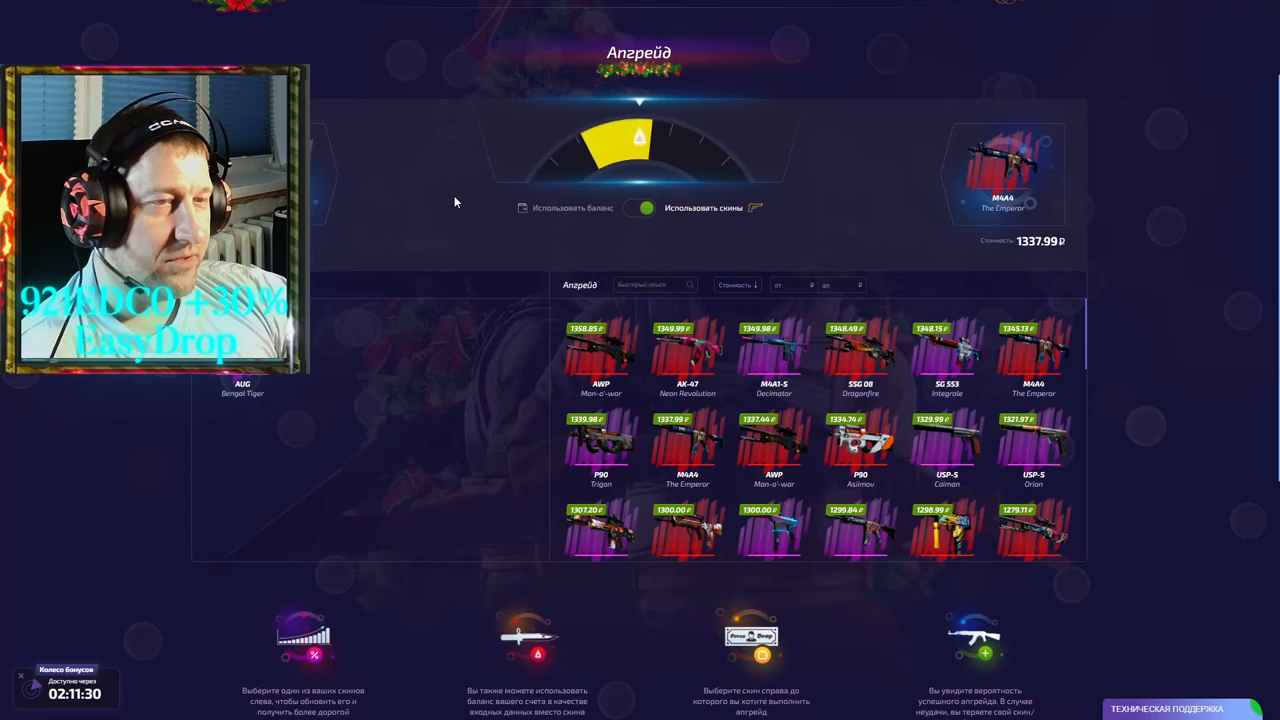 Апгрейд
921EDCO +30%
EasyDrop
Использовать баланс
Использовать скины
M4A4
The Emperor
Стоимость: 1337.99 ₽
Апгрейд
Быстрый поиск
Стоимость ↓
от ₽
до ₽
AUG
Bengal Tiger
1358.85 ₽
AWP
Man-o'-war
1349.99 ₽
AK-47
Neon Revolution
1349.98 ₽
M4A1-S
Decimator
1348.49 ₽
SSG 08
Dragonfire
1348.15 ₽
SG 553
Integrale
1345.13 ₽
M4A4
The Emperor
1339.98 ₽
P90
Trigon
1337.99 ₽
M4A4
The Emperor
1337.44 ₽
AWP
Man-o'-war
1334.74 ₽
P90
Asiimov
1329.99 ₽
USP-S
Caiman
1321.97 ₽
USP-S
Orion
1307.20 ₽
1300.00 ₽
1300.00 ₽
1299.84 ₽
1298.99 ₽
1279.11 ₽
Force Drop
Выберите один из ваших скинов
слева, чтобы обновить его и
получить более дорогой
Вы также можете использовать
баланс вашего счета в качестве
входных данных вместо скина
Выберите скин справа до
которого вы хотите выполнить
апгрейд
Вы увидите вероятность
успешного апгрейда. В случае
неудачи, вы теряете свой скин/
Колесо бонусов
Доступно через
02:11:30
ТЕХНИЧЕСКАЯ ПОДДЕРЖКА